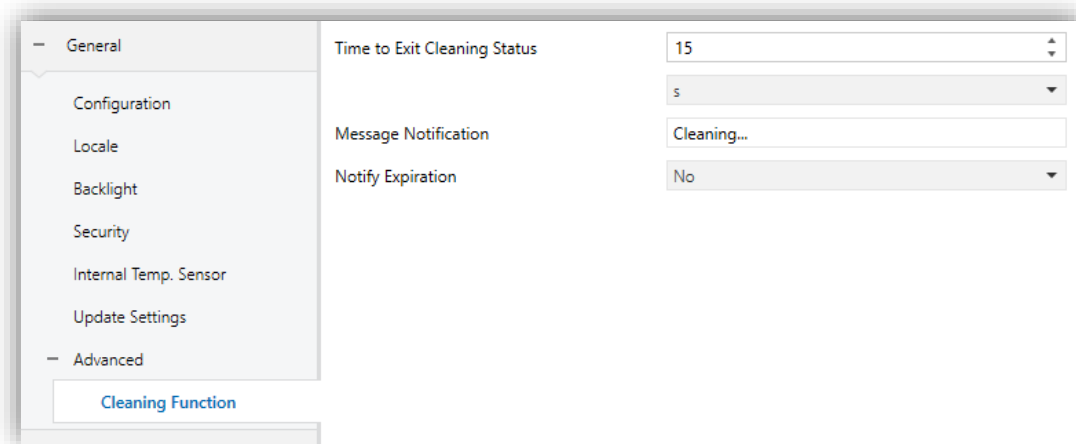 − General
Configuration
Locale
Backlight
Security
Internal Temp. Sensor
Update Settings
− Advanced
Cleaning Function
Time to Exit Cleaning Status 15
s
Message Notification Cleaning...
Notify Expiration No